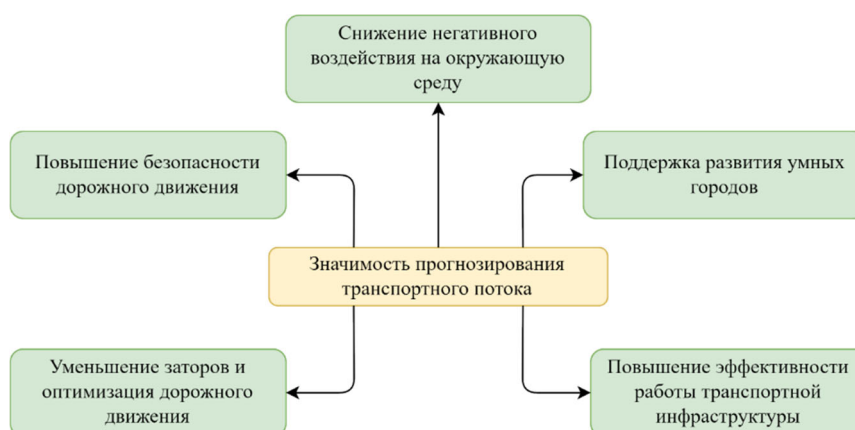 Снижение негативного
воздействия на окружающую
среду
Повышение безопасности
дорожного движения
Поддержка развития умных
городов
Значимость прогнозирования
транспортного потока
Уменьшение заторов и
оптимизация дорожного
движения
Повышение эффективности
работы транспортной
инфраструктуры